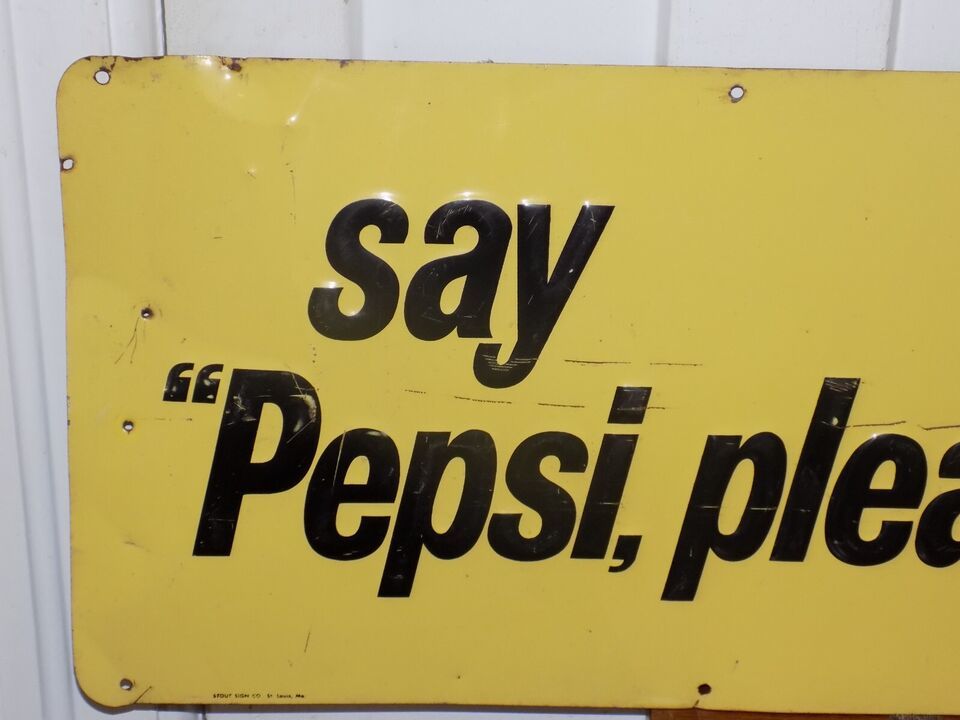 say
“Pepsi, plea
STOUT SIGN CO. St. Louis, Mo.